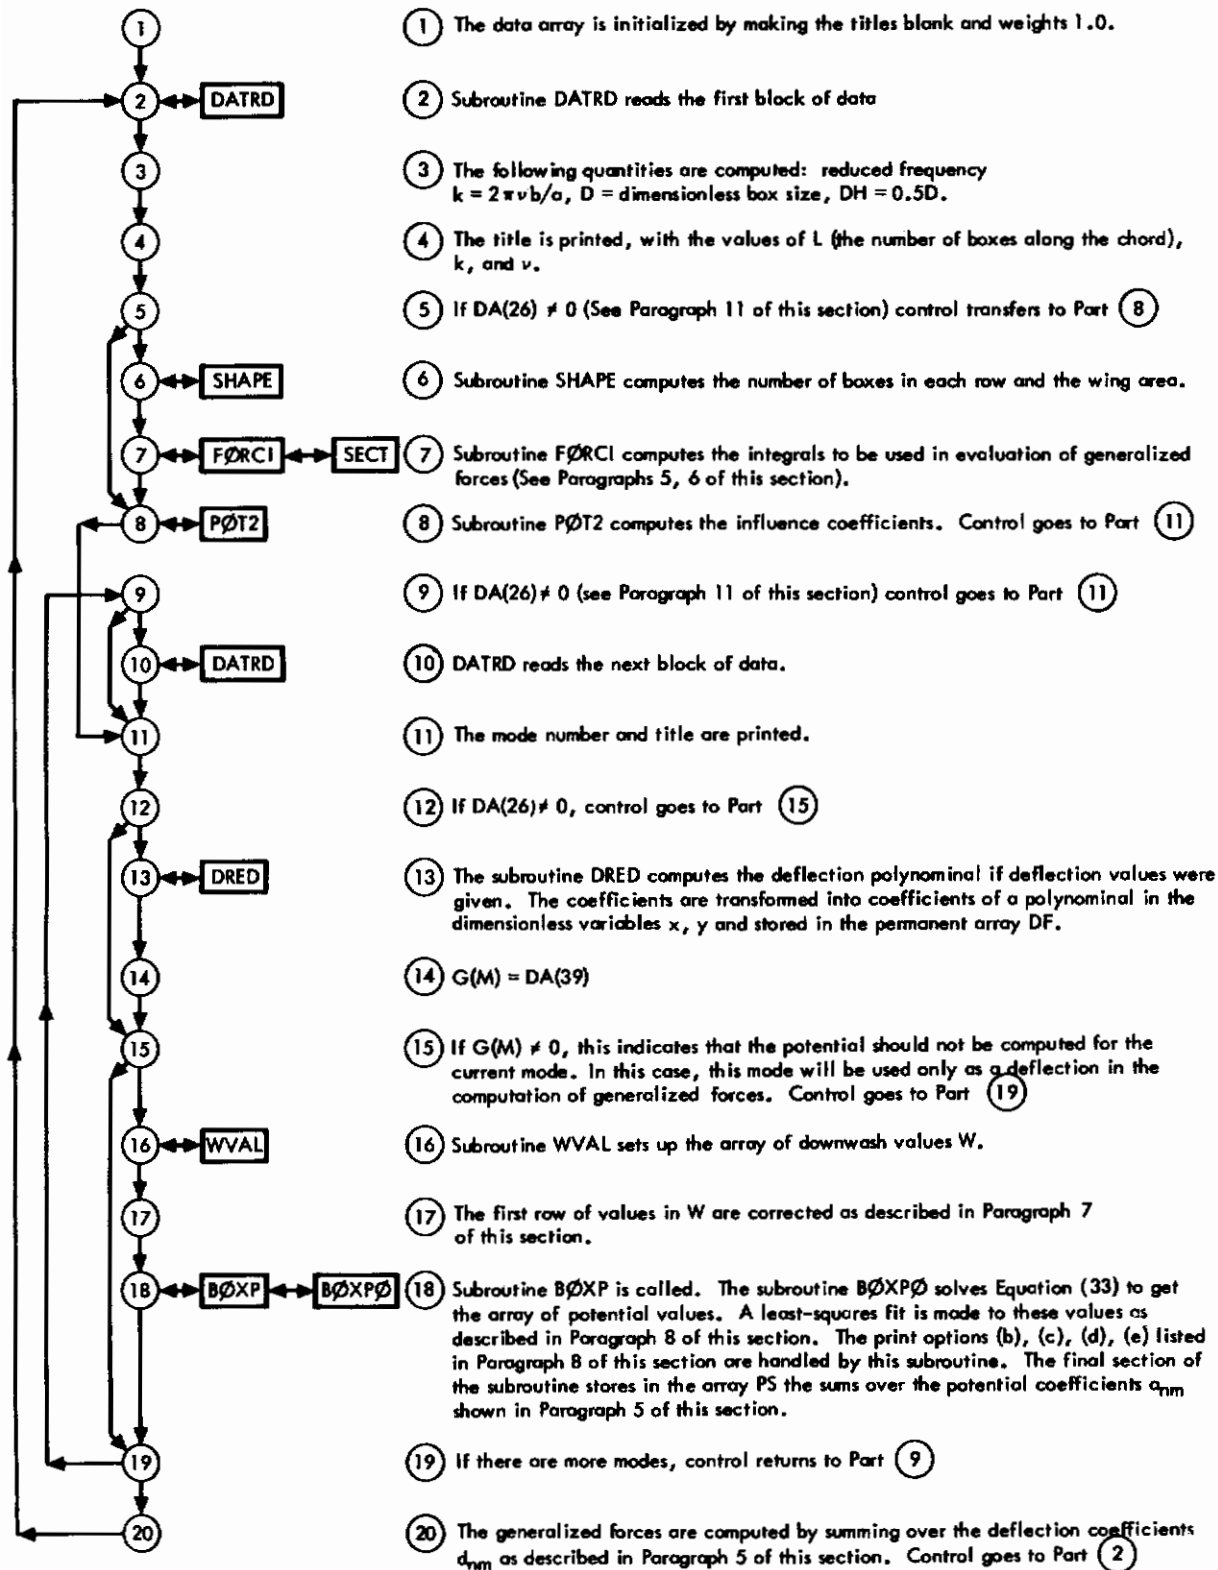 1
① The data array is initialized by making the titles blank and weights 1.0.
2 DATRD
② Subroutine DATRD reads the first block of data
3
③ The following quantities are computed: reduced frequency
k = 2πνb/a, D = dimensionless box size, DH = 0.5D.
4
④ The title is printed, with the values of L (the number of boxes along the chord),
k, and ν.
5
⑤ If DA(26) ≠ 0 (See Paragraph 11 of this section) control transfers to Part ⑧
6 SHAPE
⑥ Subroutine SHAPE computes the number of boxes in each row and the wing area.
7 FØRCI SECT
⑦ Subroutine FØRCI computes the integrals to be used in evaluation of generalized
forces (See Paragraphs 5, 6 of this section).
8 PØT2
⑧ Subroutine PØT2 computes the influence coefficients. Control goes to Part ⑪
9
⑨ If DA(26) ≠ 0 (see Paragraph 11 of this section) control goes to Part ⑪
10 DATRD
⑩ DATRD reads the next block of data.
11
⑪ The mode number and title are printed.
12
⑫ If DA(26) ≠ 0, control goes to Part ⑮
13 DRED
⑬ The subroutine DRED computes the deflection polynominal if deflection values were
given. The coefficients are transformed into coefficients of a polynominal in the
dimensionless variables x, y and stored in the permanent array DF.
14
⑭ G(M) = DA(39)
15
⑮ If G(M) ≠ 0, this indicates that the potential should not be computed for the
current mode. In this case, this mode will be used only as a deflection in the
computation of generalized forces. Control goes to Part ⑲
16 WVAL
⑯ Subroutine WVAL sets up the array of downwash values W.
17
⑰ The first row of values in W are corrected as described in Paragraph 7
of this section.
18 BØXP BØXPØ
⑱ Subroutine BØXP is called. The subroutine BØXPØ solves Equation (33) to get
the array of potential values. A least-squares fit is made to these values as
described in Paragraph 8 of this section. The print options (b), (c), (d), (e) listed
in Paragraph 8 of this section are handled by this subroutine. The final section of
the subroutine stores in the array PS the sums over the potential coefficients a_nm
shown in Paragraph 5 of this section.
19
⑲ If there are more modes, control returns to Part ⑨
20
⑳ The generalized forces are computed by summing over the deflection coefficients
d_nm as described in Paragraph 5 of this section. Control goes to Part ②